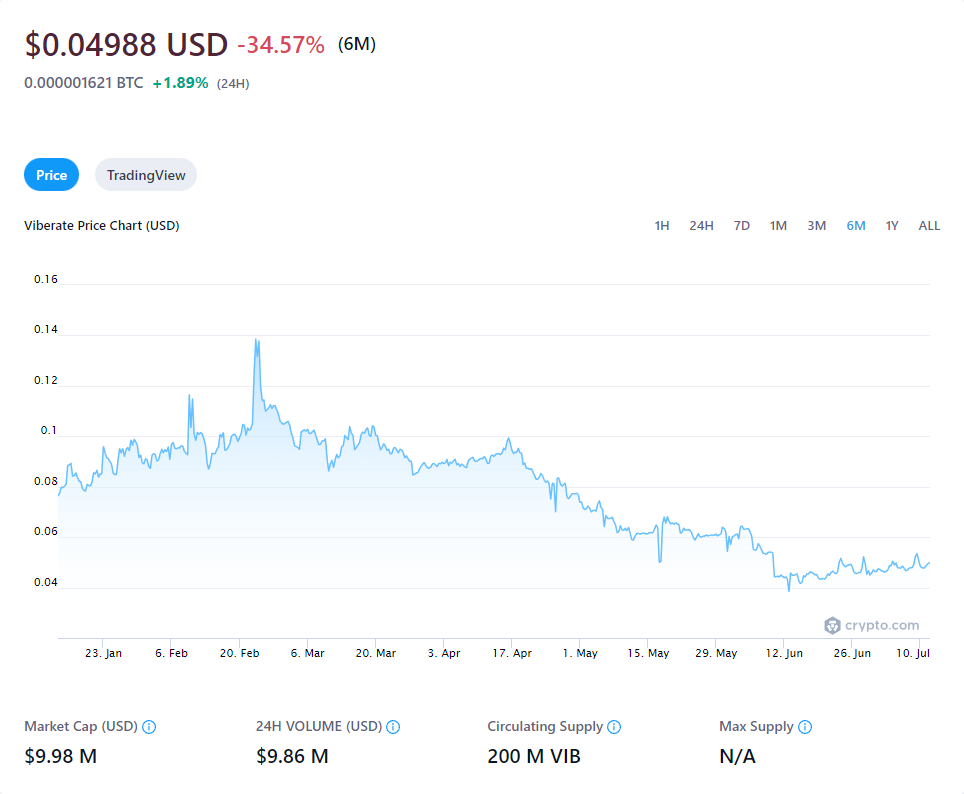 $0.04988 USD -34.57% (6M)
0.000001621 BTC +1.89% (24H)
Price TradingView
Viberate Price Chart (USD) 1H 24H 7D 1M 3M 6M 1Y ALL
0.16
0.14
0.12
0.1
0.08
0.06
0.04
crypto.com
23. Jan 6. Feb 20. Feb 6. Mar 20. Mar 3. Apr 17. Apr 1. May 15. May 29. May 12. Jun 26. Jun 10. Jul
Market Cap (USD) 24H VOLUME (USD) Circulating Supply Max Supply
$9.98 M $9.86 M 200 M VIB N/A